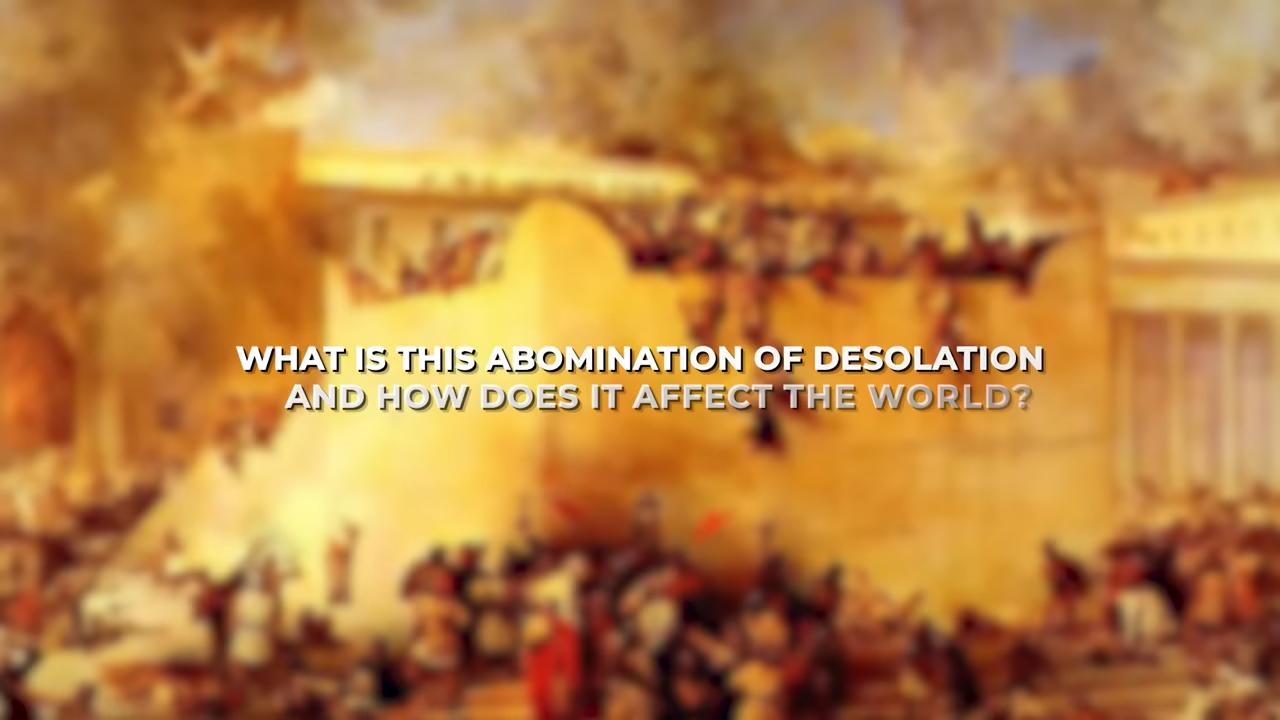 WHAT IS THIS ABOMINATION OF DESOLATION
AND HOW DOES IT AFFECT THE WORLD?